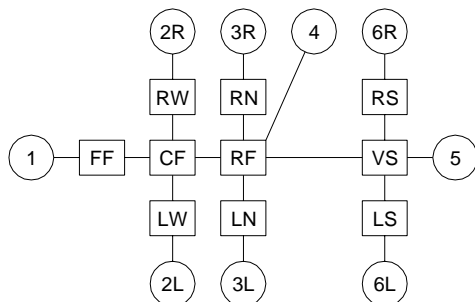 2R 3R 4 6R
RW RN RS
1 FF CF RF VS 5
LW LN LS
2L 3L 6L